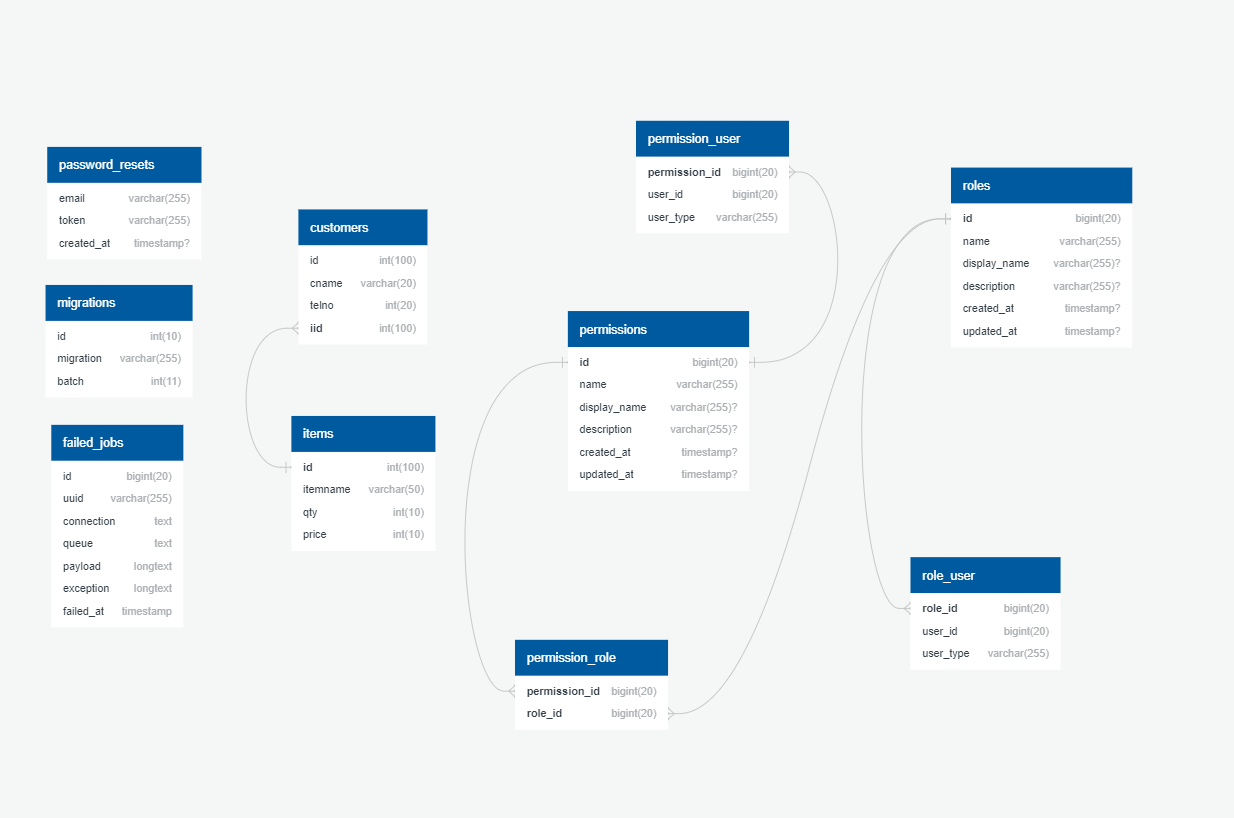 password_resets
email varchar(255)
token varchar(255)
created_at timestamp?
migrations
id int(10)
migration varchar(255)
batch int(11)
failed_jobs
id bigint(20)
uuid varchar(255)
connection text
queue text
payload longtext
exception longtext
failed_at timestamp
customers
id int(100)
cname varchar(20)
telno int(20)
iid int(100)
items
id int(100)
itemname varchar(50)
qty int(10)
price int(10)
permission_user
permission_id bigint(20)
user_id bigint(20)
user_type varchar(255)
permissions
id bigint(20)
name varchar(255)
display_name varchar(255)?
description varchar(255)?
created_at timestamp?
updated_at timestamp?
permission_role
permission_id bigint(20)
role_id bigint(20)
roles
id bigint(20)
name varchar(255)
display_name varchar(255)?
description varchar(255)?
created_at timestamp?
updated_at timestamp?
role_user
role_id bigint(20)
user_id bigint(20)
user_type varchar(255)